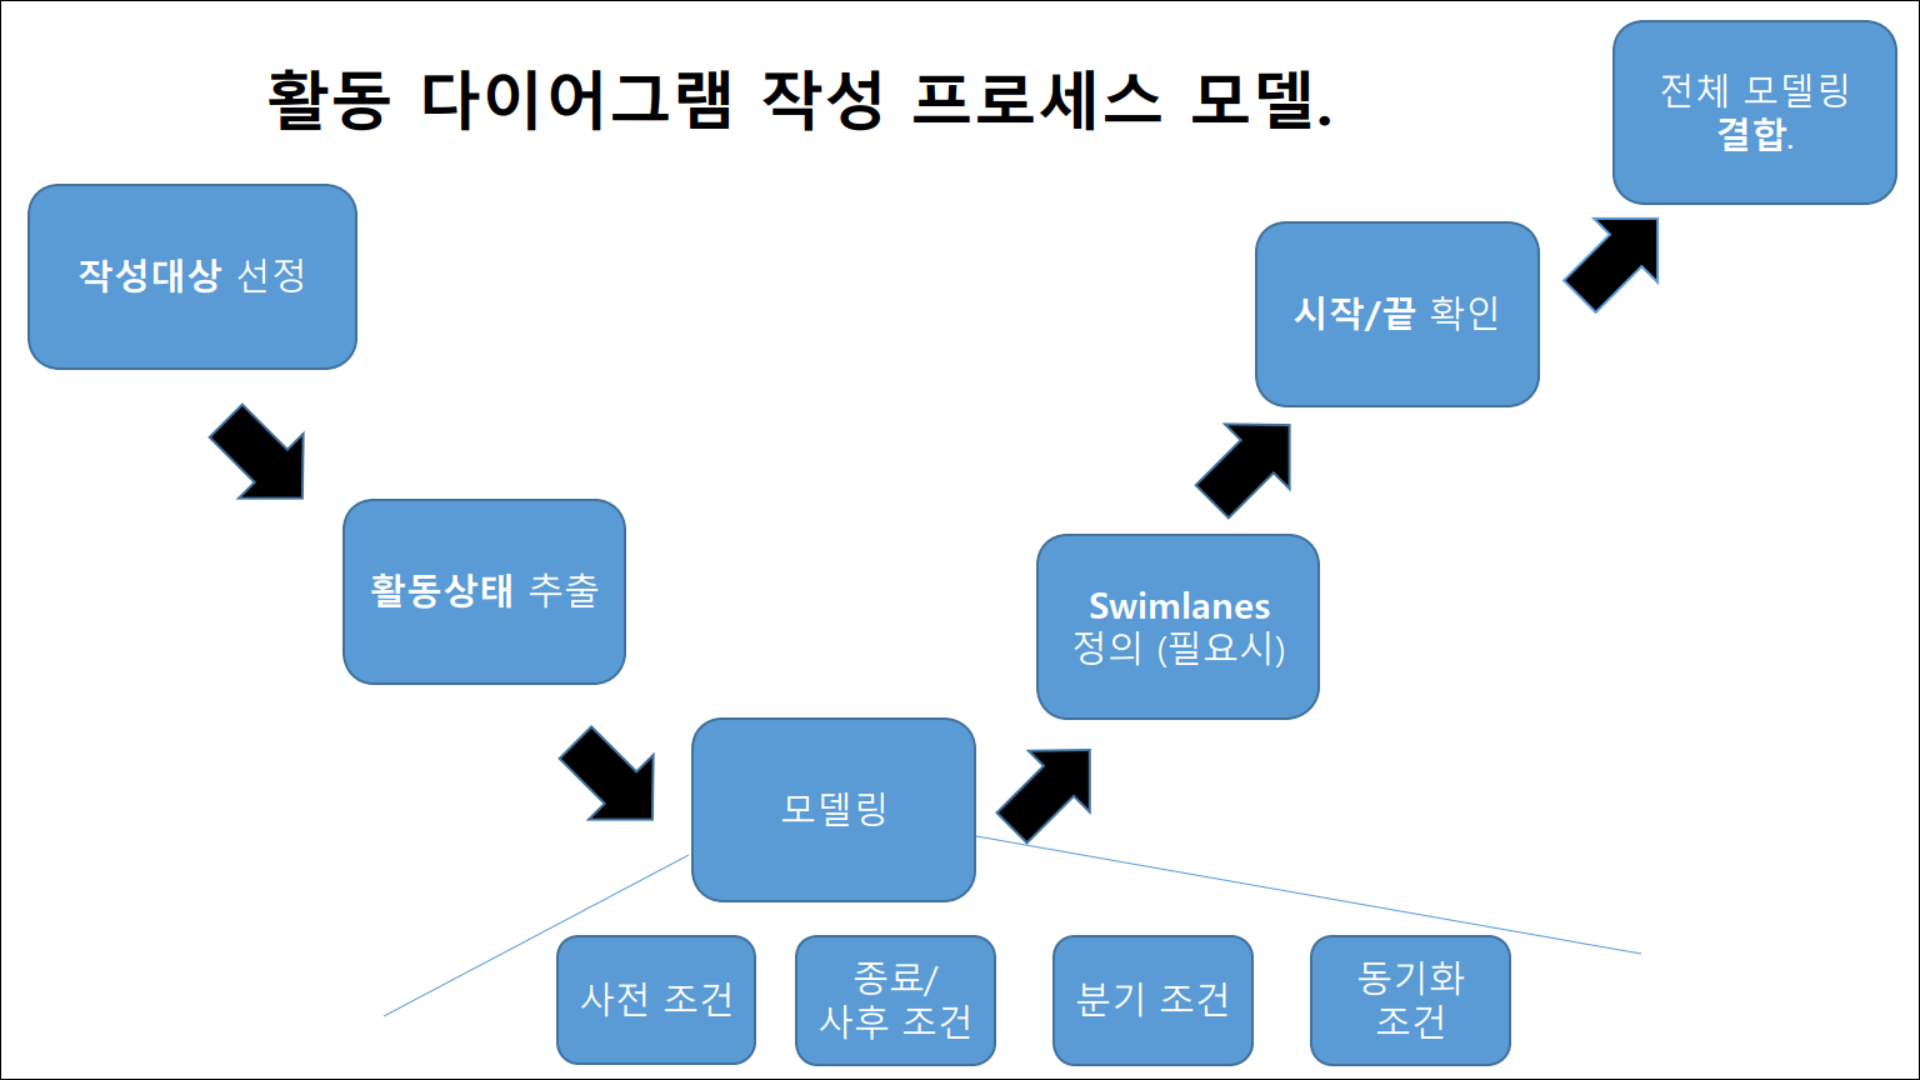 활동 다이어그램 작성 프로세스 모델.
작성대상 선정
활동상태 추출
모델링
사전 조건
종료/
사후 조건
분기 조건
동기화
조건
Swimlanes
정의 (필요시)
시작/끝 확인
전체 모델링
결합.